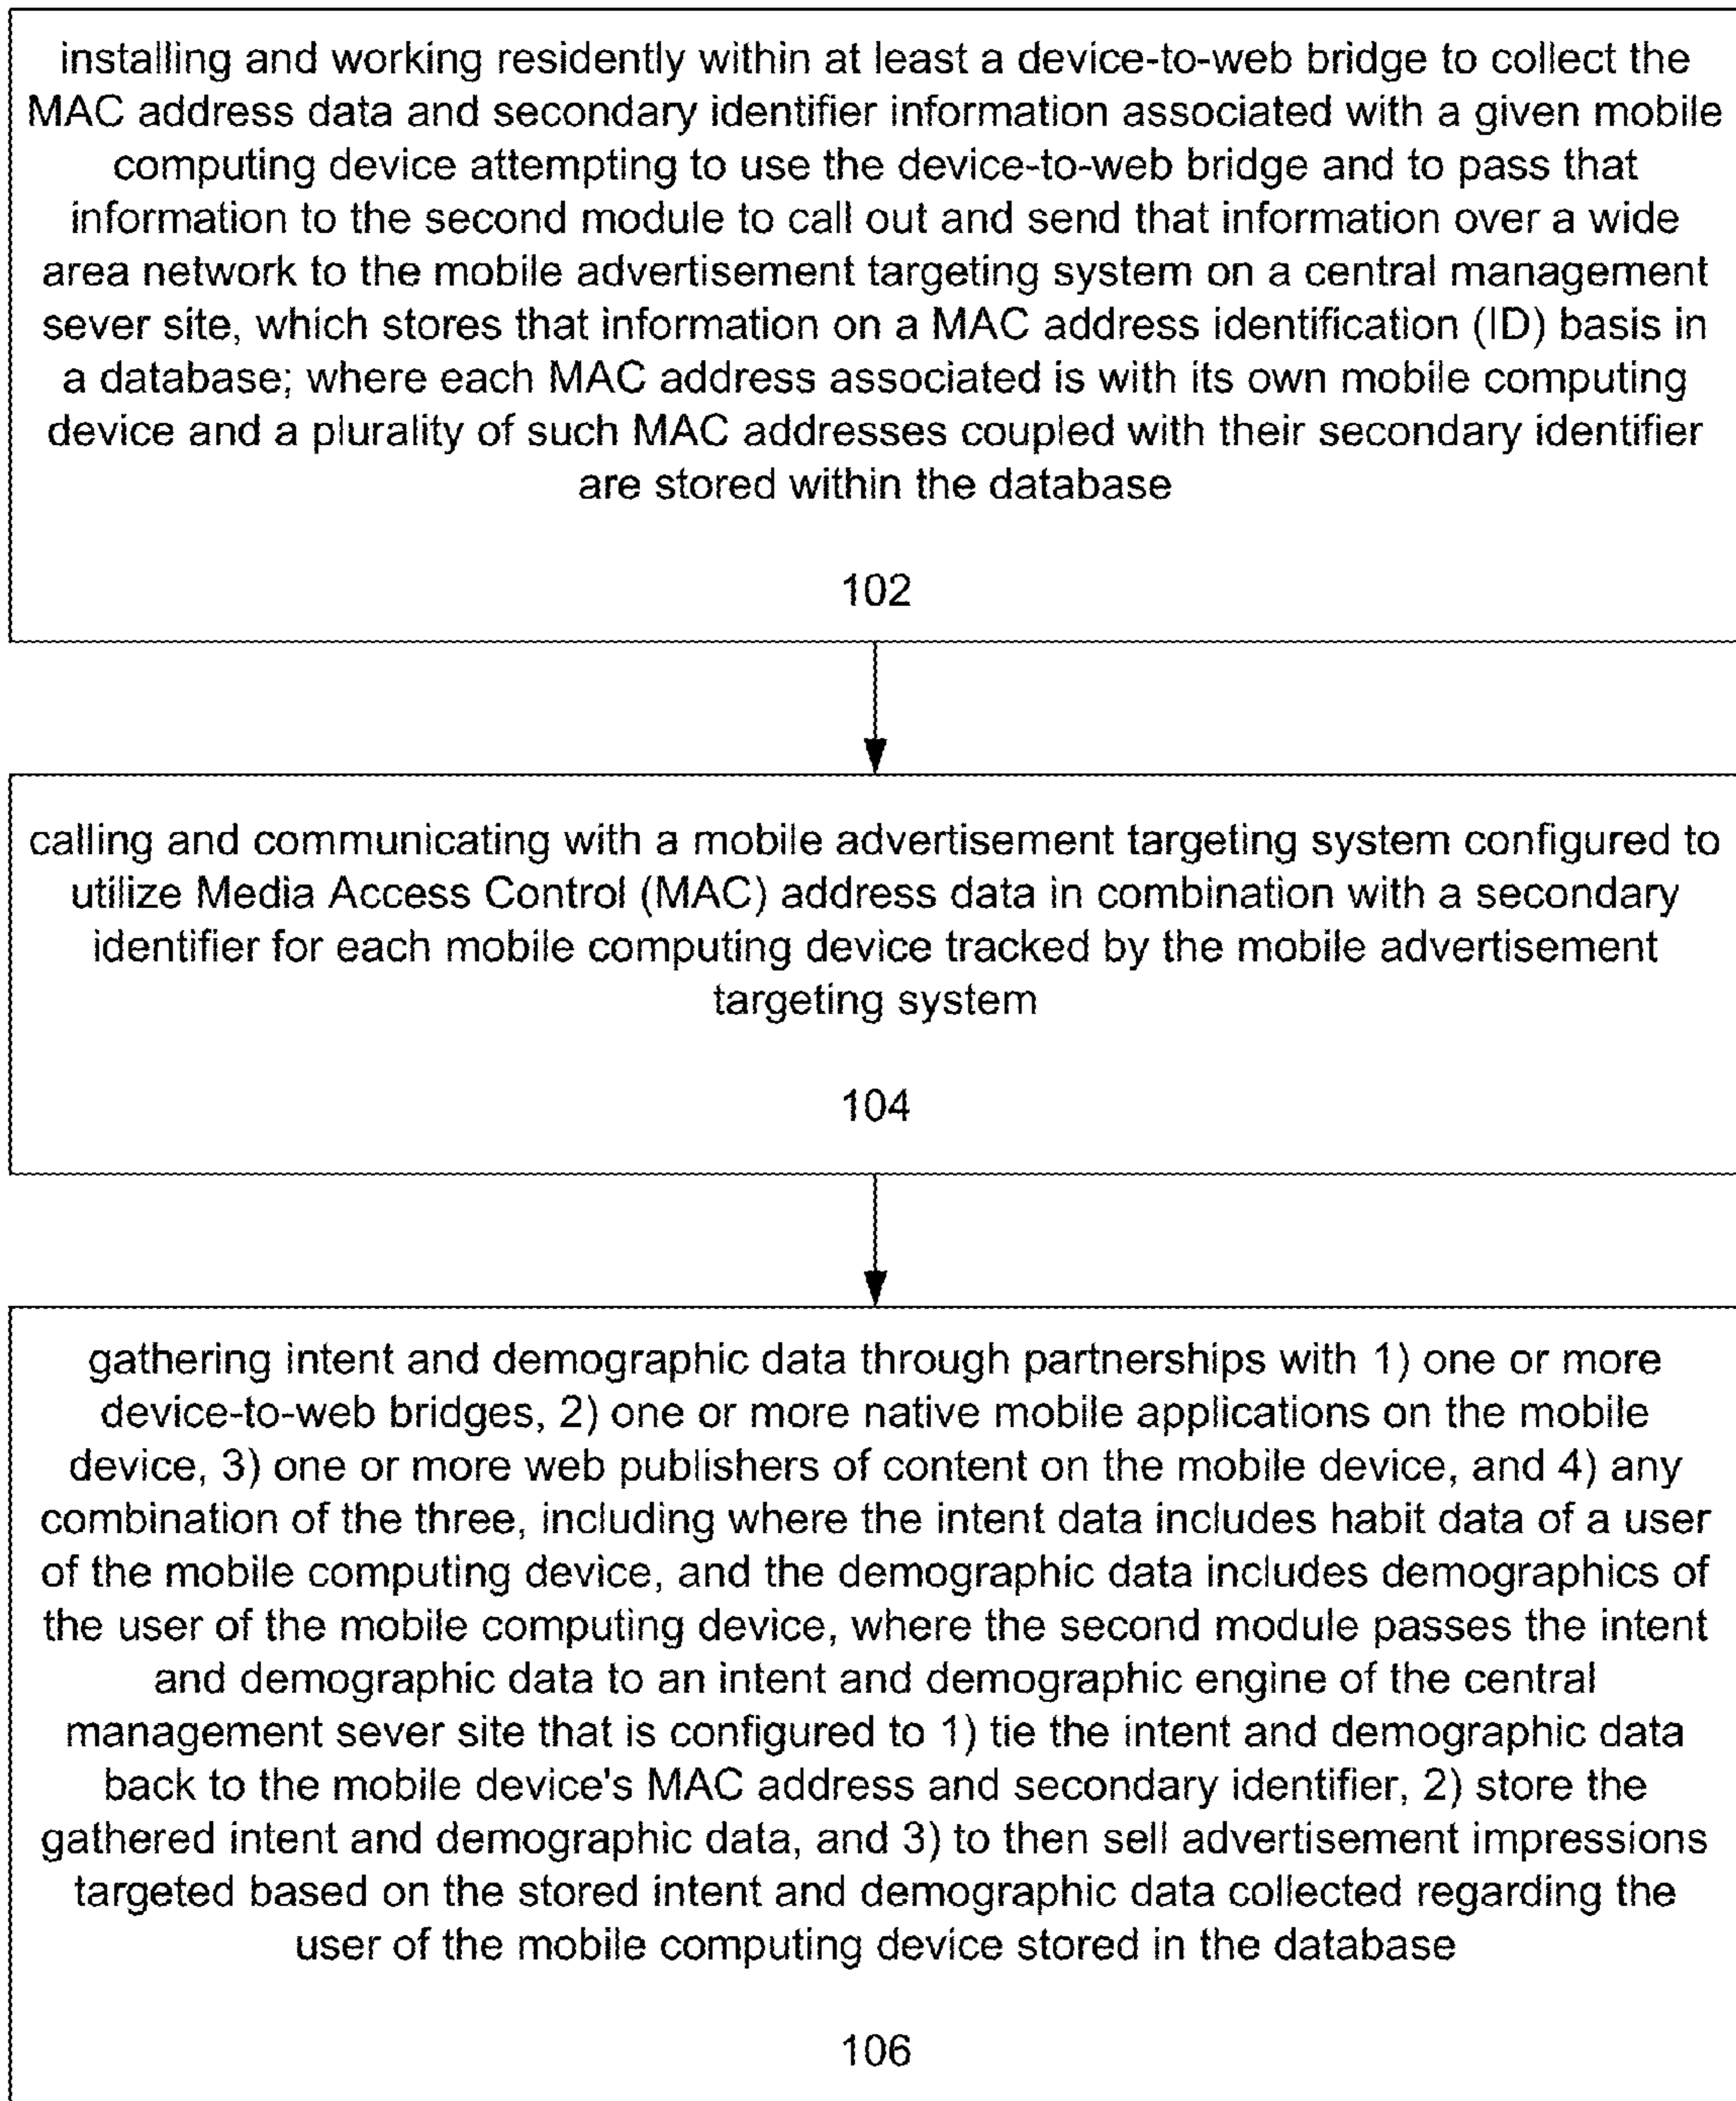 installing and working residently within at least a device-to-web bridge to collect the
MAC address data and secondary identifier information associated with a given mobile
computing device attempting to use the device-to-web bridge and to pass that
information to the second module to call out and send that information over a wide
area network to the mobile advertisement targeting system on a central management
sever site, which stores that information on a MAC address identification (ID) basis in
a database; where each MAC address associated is with its own mobile computing
device and a plurality of such MAC addresses coupled with their secondary identifier
are stored within the database
102
calling and communicating with a mobile advertisement targeting system configured to
utilize Media Access Control (MAC) address data in combination with a secondary
identifier for each mobile computing device tracked by the mobile advertisement
targeting system
104
gathering intent and demographic data through partnerships with 1) one or more
device-to-web bridges, 2) one or more native mobile applications on the mobile
device, 3) one or more web publishers of content on the mobile device, and 4) any
combination of the three, including where the intent data includes habit data of a user
of the mobile computing device, and the demographic data includes demographics of
the user of the mobile computing device, where the second module passes the intent
and demographic data to an intent and demographic engine of the central
management sever site that is configured to 1) tie the intent and demographic data
back to the mobile device's MAC address and secondary identifier, 2) store the
gathered intent and demographic data, and 3) to then sell advertisement impressions
targeted based on the stored intent and demographic data collected regarding the
user of the mobile computing device stored in the database
106